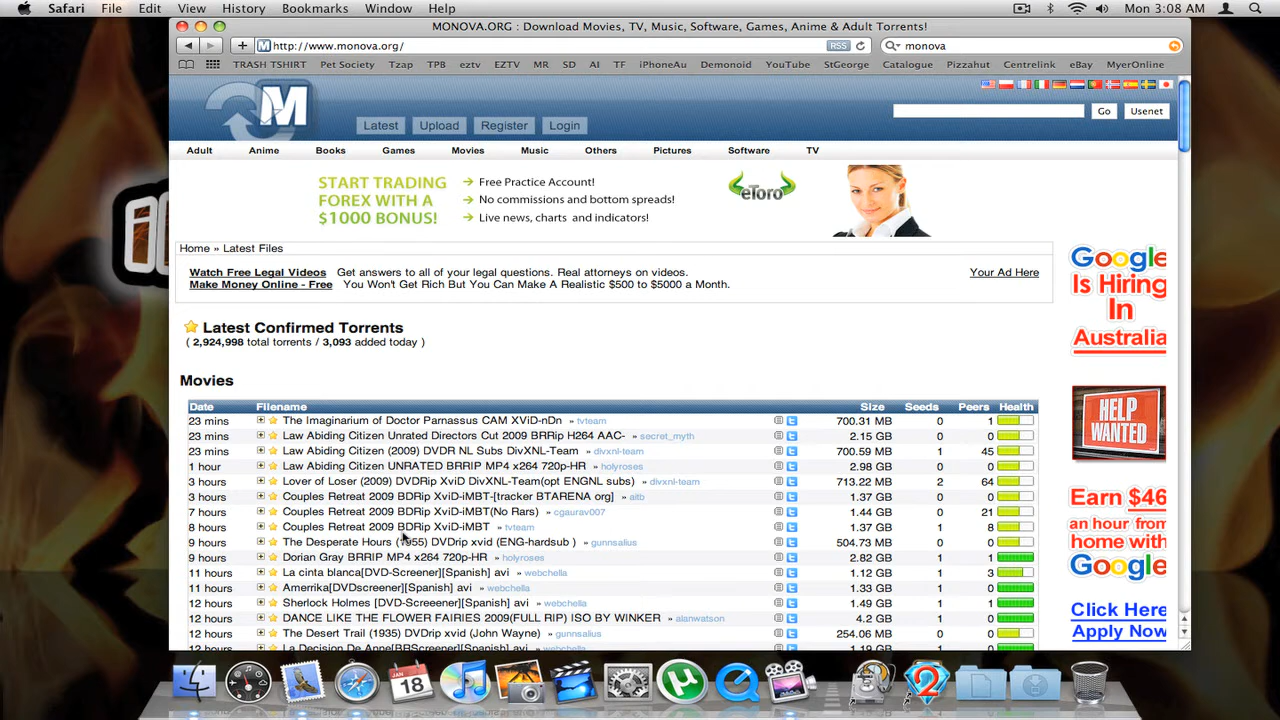 Safari File Edit View History Bookmarks Window Help Mon 3:08 AM
MONOVA.ORG : Download Movies, TV, Music, Software, Games, Anime & Adult Torrents!
http://www.monova.org/ RSS monova
TRASH TSHIRT Pet Society Tzap TPB eztv EZTV MR SD AI TF iPhoneAu Demonoid YouTube StGeorge Catalogue Pizzahut Centrelink eBay MyerOnline
M
Latest Upload Register Login Go Usenet
Adult Anime Books Games Movies Music Others Pictures Software TV
START TRADING
FOREX WITH A
$1000 BONUS!
Free Practice Account!
No commissions and bottom spreads!
Live news, charts and indicators!
eToro
Home » Latest Files
Watch Free Legal Videos Get answers to all of your legal questions. Real attorneys on videos. Your Ad Here
Make Money Online - Free You Won't Get Rich But You Can Make A Realistic $500 to $5000 a Month.
Google
Is Hiring
In
Australia
Latest Confirmed Torrents
( 2,924,998 total torrents / 3,093 added today )
Movies
Date Filename Size Seeds Peers Health
23 mins The Imaginarium of Doctor Parnassus CAM XViD-nDn » tvteam 700.31 MB 0 1
23 mins Law Abiding Citizen Unrated Directors Cut 2009 BRRip H264 AAC- » secret_myth 2.15 GB 0 0
23 mins Law Abiding Citizen (2009) DVDR NL Subs DivXNL-Team » divxnl-team 700.59 MB 1 45
1 hour Law Abiding Citizen UNRATED BRRIP MP4 x264 720p-HR » holyroses 2.98 GB 0 0
3 hours Lover of Loser (2009) DVDRip XviD DivXNL-Team(opt ENGNL subs) » divxnl-team 713.22 MB 2 64
3 hours Couples Retreat 2009 BDRip XviD-iMBT-[tracker BTARENA org] » aitb 1.37 GB 0 0
7 hours Couples Retreat 2009 BDRip XviD-iMBT(No Rars) » cgaurav007 1.44 GB 0 21
8 hours Couples Retreat 2009 BDRip XviD-iMBT » tvteam 1.37 GB 1 8
9 hours The Desperate Hours (1955) DVDrip xvid (ENG-hardsub ) » gunnsalius 504.73 MB 0 0
9 hours Dorian Gray BRRIP MP4 x264 720p-HR » holyroses 2.82 GB 1 1
11 hours La cinta blanca[DVD-Screener][Spanish] avi » webchella 1.12 GB 1 3
11 hours Amerrika[DVDscreener][Spanish] avi » webchella 1.33 GB 1 0
12 hours Sherlock Holmes [DVD-Screeener][Spanish] avi » webchella 1.49 GB 1 1
12 hours DANCE LIKE THE FLOWER FAIRIES 2009(FULL RIP) ISO BY WINKER » alanwatson 4.2 GB 1 0
12 hours The Desert Trail (1935) DVDrip xvid (John Wayne) » gunnsalius 254.06 MB 0 0
12 hours La Decision De Anne[BRScreener][Spanish] avi » webchella 1.19 GB 1 0
HELP
WANTED
Earn $46
an hour from
home with
Google
Click Here
Apply Now
JAN
18
2